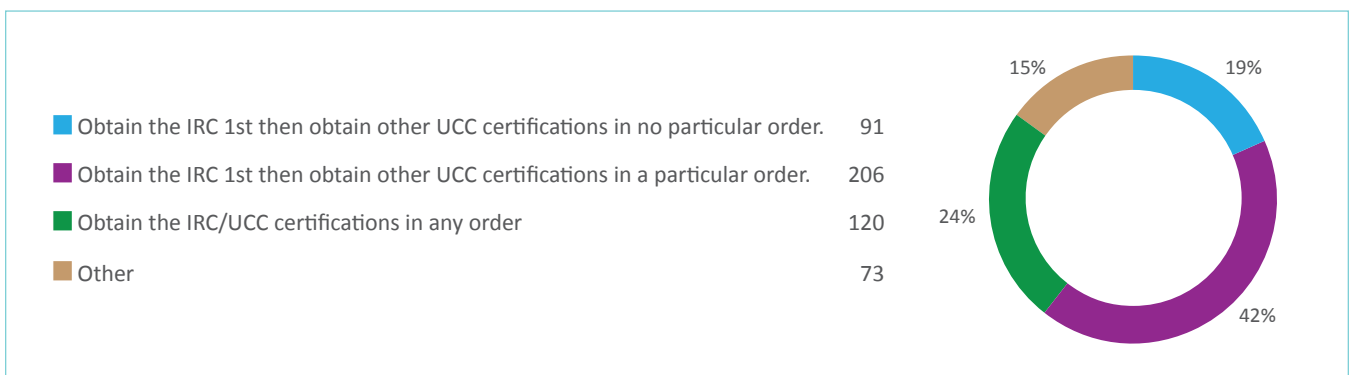 Obtain the IRC 1st then obtain other UCC certifications in no particular order. 91
Obtain the IRC 1st then obtain other UCC certifications in a particular order. 206
Obtain the IRC/UCC certifications in any order 120
Other 73
15%
19%
24%
42%